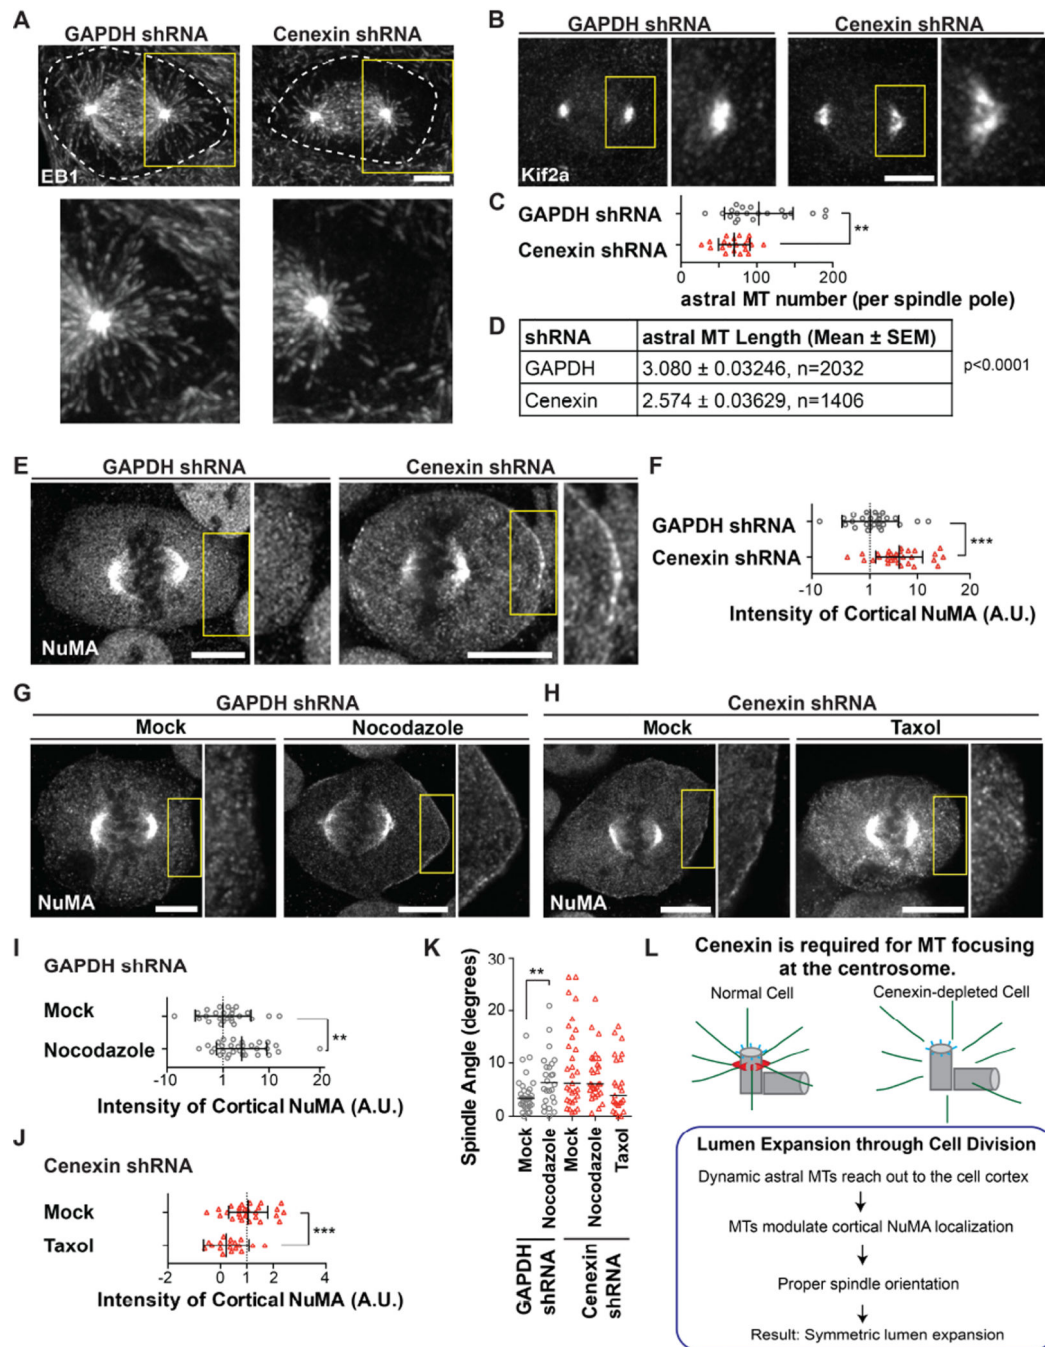 A
GAPDH shRNA
Cenexin shRNA
EB1
B
GAPDH shRNA
Cenexin shRNA
Kif2a
C
GAPDH shRNA
Cenexin shRNA
**
0
100
200
astral MT number (per spindle pole)
D
shRNA
astral MT Length (Mean ± SEM)
GAPDH
3.080 ± 0.03246, n=2032
Cenexin
2.574 ± 0.03629, n=1406
p<0.0001
E
GAPDH shRNA
Cenexin shRNA
NuMA
F
GAPDH shRNA
Cenexin shRNA
***
-10
1
10
20
Intensity of Cortical NuMA (A.U.)
G
GAPDH shRNA
Mock
Nocodazole
NuMA
H
Cenexin shRNA
Mock
Taxol
NuMA
I
GAPDH shRNA
Mock
Nocodazole
**
-10
1
10
20
Intensity of Cortical NuMA (A.U.)
J
Cenexin shRNA
Mock
Taxol
***
-2
0
1
2
4
Intensity of Cortical NuMA (A.U.)
K
Spindle Angle (degrees)
30
20
10
0
**
Mock
Nocodazole
Mock
Nocodazole
Taxol
GAPDH
shRNA
Cenexin
shRNA
L
Cenexin is required for MT focusing
at the centrosome.
Normal Cell
Cenexin-depleted Cell
Lumen Expansion through Cell Division
Dynamic astral MTs reach out to the cell cortex
MTs modulate cortical NuMA localization
Proper spindle orientation
Result: Symmetric lumen expansion